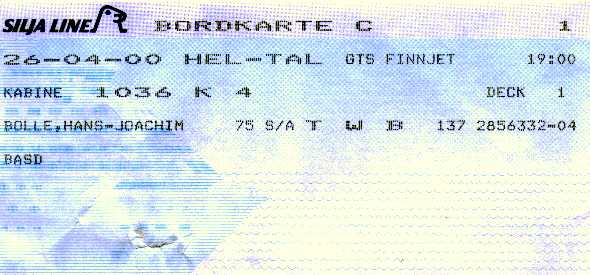 SILJA LINE BORDKARTE C 1
26-04-00 HEL-TAL GTS FINNJET 19:00
KABINE 1036 K 4 DECK 1
BOLLE,HANS-JOACHIM 75 S/A T W B 137 2856332-04
BASD